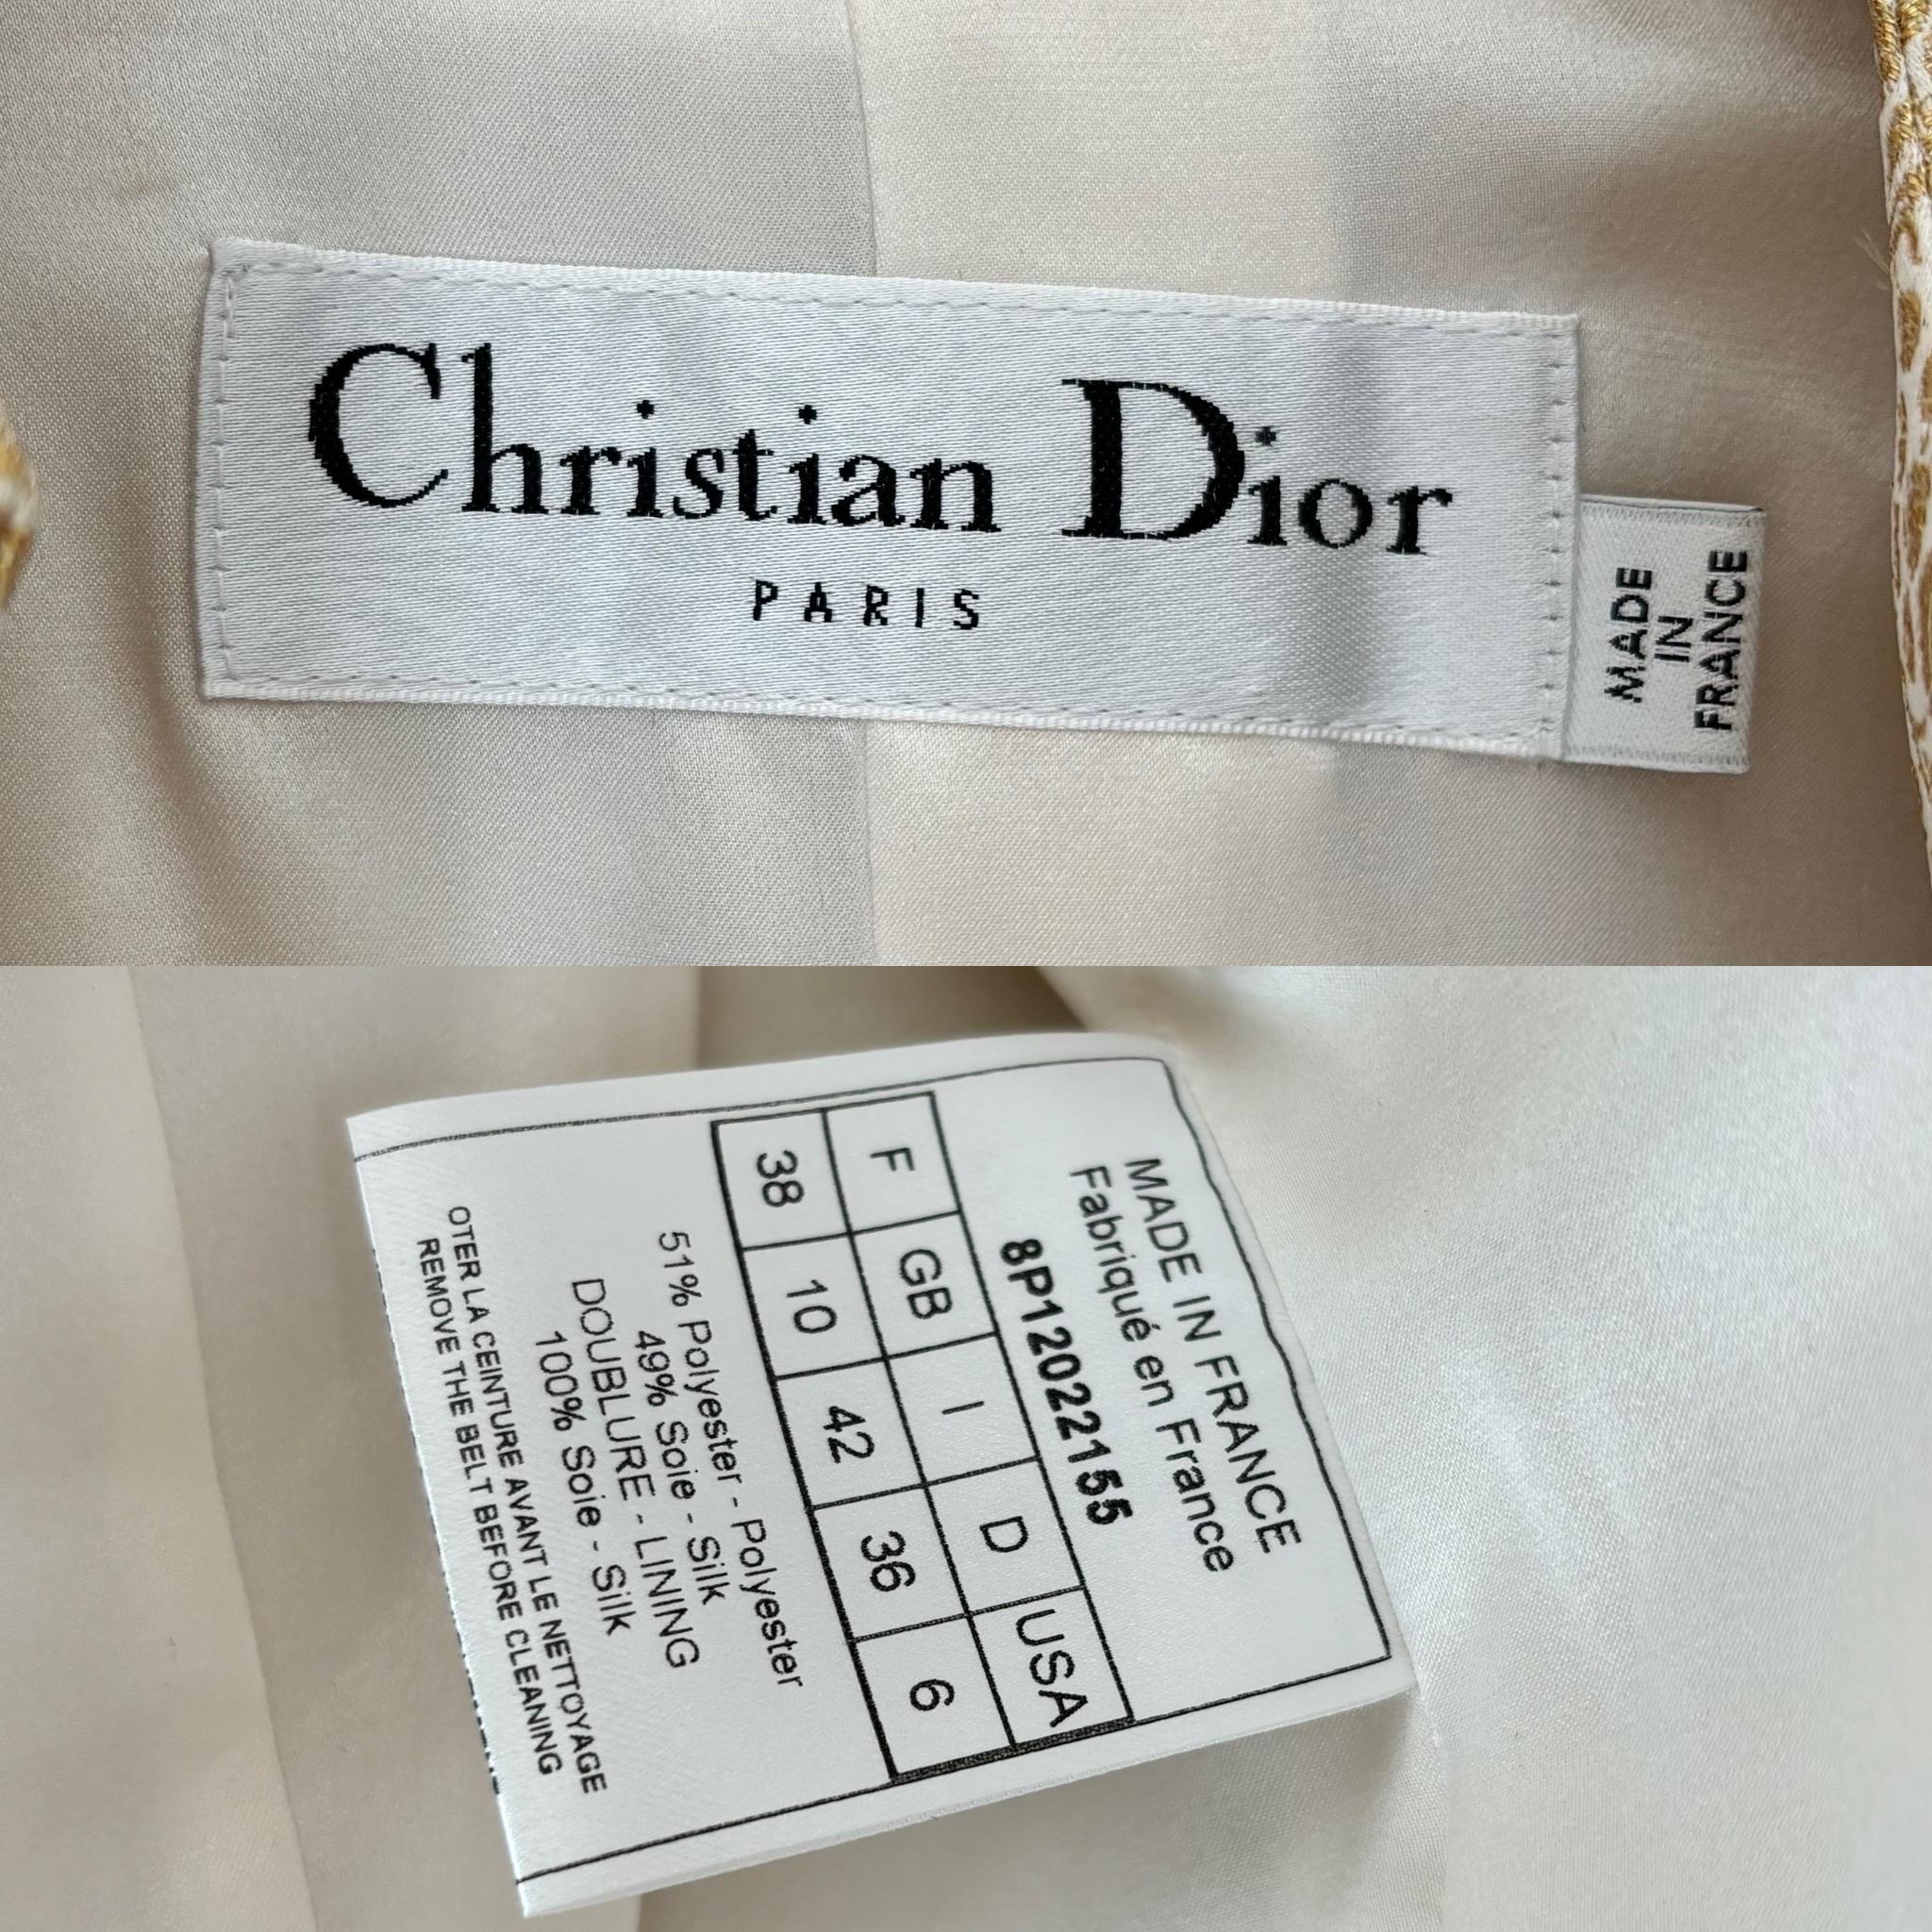 Christian Dior
PARIS
MADE
IN
FRANCE
MADE IN FRANCE
Fabriqué en France
8P12022155
F GB I D USA
38 10 42 36 6
51% Polyester - Polyester
49% Soie - Silk
DOUBLURE - LINING
100% Soie - Silk
OTER LA CEINTURE AVANT LE NETTOYAGE
REMOVE THE BELT BEFORE CLEANING